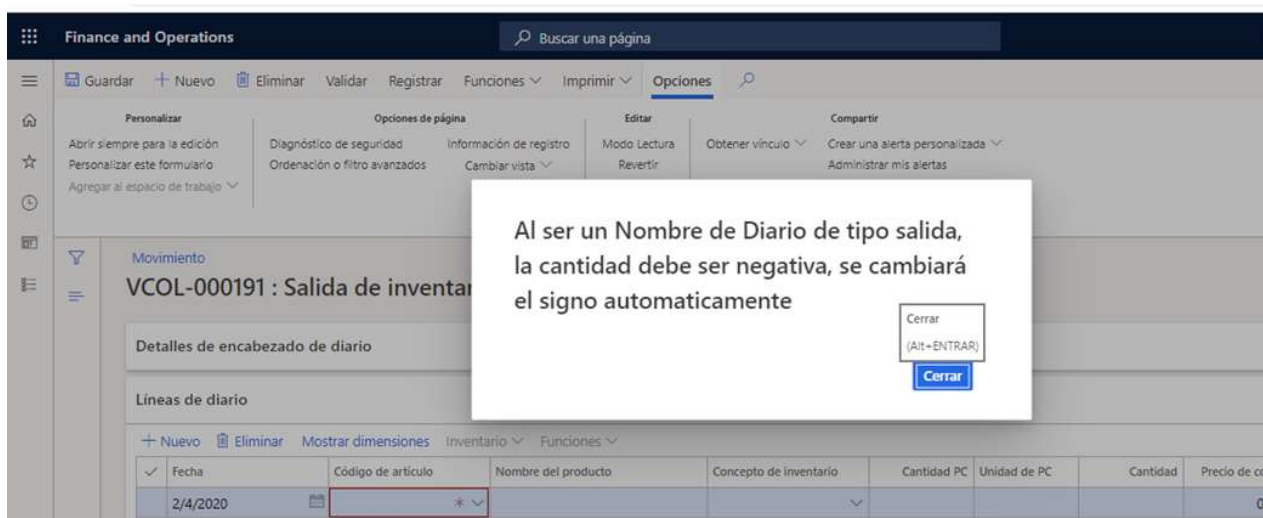 Finance and Operations
Buscar una página
Guardar + Nuevo Eliminar Validar Registrar Funciones Imprimir Opciones
Personalizar Opciones de página Editar Compartir
Abrir siempre para la edición Diagnóstico de seguridad Información de registro Modo Lectura Obtener vínculo Crear una alerta personalizada
Personalizar este formulario Ordenación o filtro avanzados Cambiar vista Revertir Administrar mis alertas
Agregar al espacio de trabajo
Al ser un Nombre de Diario de tipo salida,
la cantidad debe ser negativa, se cambiará
el signo automaticamente
Cerrar
(Alt+ENTRAR)
Cerrar
Movimiento
VCOL-000191 : Salida de inventar
Detalles de encabezado de diario
Líneas de diario
+ Nuevo Eliminar Mostrar dimensiones Inventario Funciones
Fecha Código de artículo Nombre del producto Concepto de inventario Cantidad PC Unidad de PC Cantidad Precio de co
2/4/2020 * 0